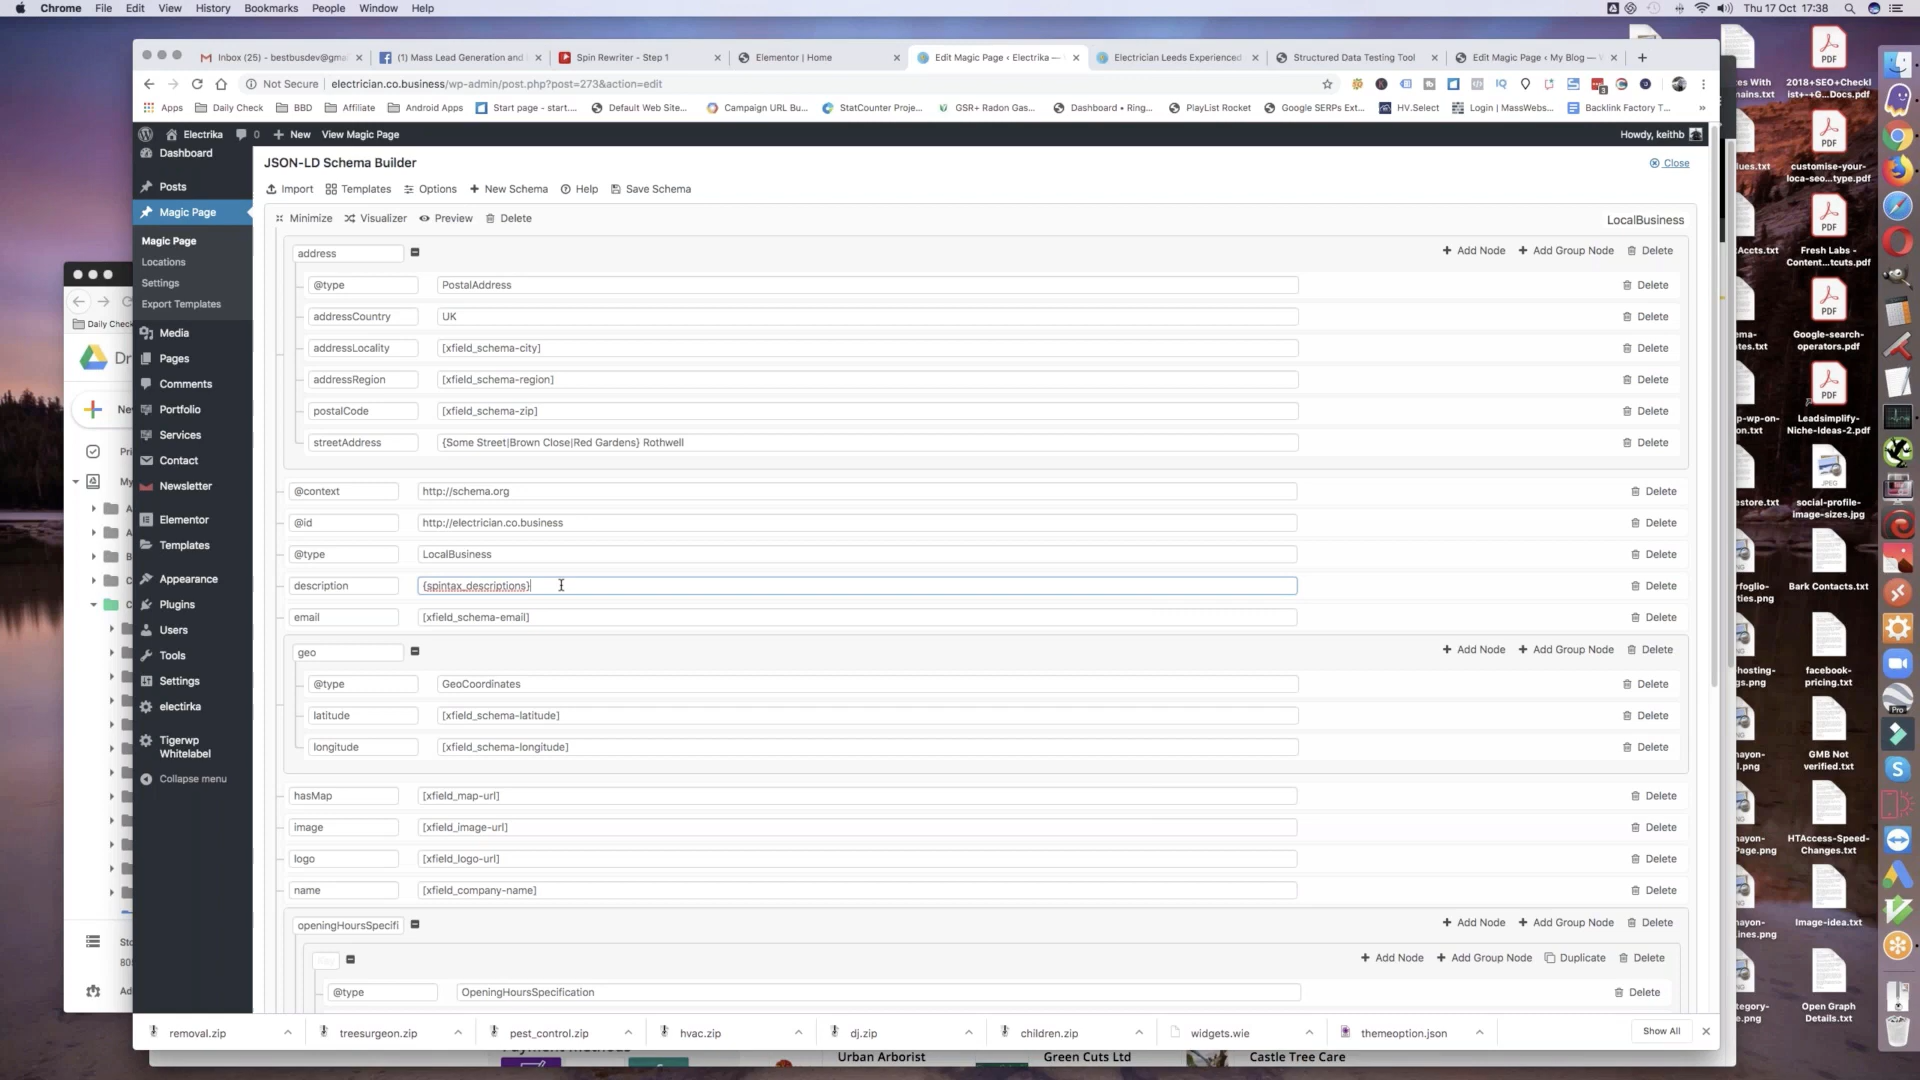 Chrome File Edit View History Bookmarks People Window Help
Thu 17 Oct 17:38
Inbox (25) - bestbusdev@gma
(1) Mass Lead Generation and
Spin Rewriter - Step 1
Elementor | Home
Edit Magic Page ‹ Electrika —
Electrician Leeds Experienced
Structured Data Testing Tool
Edit Magic Page ‹ My Blog —
Not Secure electrician.co.business/wp-admin/post.php?post=273&action=edit
Apps Daily Check BBD Affiliate Android Apps Start page - start.... Default Web Site... Campaign URL Bu... StatCounter Proje... GSR+ Radon Gas... Dashboard • Ring... PlayList Rocket Google SERPs Ext... HV.Select Login | MassWebs... Backlink Factory T... »
Electrika 0 New View Magic Page
Howdy, keithb
Dashboard
Posts
Magic Page
Magic Page
Locations
Settings
Export Templates
Media
Pages
Comments
Portfolio
Services
Contact
Newsletter
Elementor
Templates
Appearance
Plugins
Users
Tools
Settings
electirka
Tigerwp
Whitelabel
Collapse menu
JSON-LD Schema Builder
Close
Import Templates Options New Schema Help Save Schema
Minimize Visualizer Preview Delete
LocalBusiness
address Add Node Add Group Node Delete
@type PostalAddress Delete
addressCountry UK Delete
addressLocality [xfield_schema-city] Delete
addressRegion [xfield_schema-region] Delete
postalCode [xfield_schema-zip] Delete
streetAddress {Some Street|Brown Close|Red Gardens} Rothwell Delete
@context http://schema.org Delete
@id http://electrician.co.business Delete
@type LocalBusiness Delete
description {spintax_descriptions} Delete
email [xfield_schema-email] Delete
geo Add Node Add Group Node Delete
@type GeoCoordinates Delete
latitude [xfield_schema-latitude] Delete
longitude [xfield_schema-longitude] Delete
hasMap [xfield_map-url] Delete
image [xfield_image-url] Delete
logo [xfield_logo-url] Delete
name [xfield_company-name] Delete
openingHoursSpecifi Add Node Add Group Node Delete
Add Node Add Group Node Duplicate Delete
@type OpeningHoursSpecification Delete
removal.zip treesurgeon.zip pest_control.zip hvac.zip dj.zip children.zip widgets.wie themeoption.json Show All
Urban Arborist Green Cuts Ltd Castle Tree Care
Daily Check
Dr
Ne
Pri
My
Sto
Ad
2018+SEO+Checkl
ist+-+G...Docs.pdf
customise-your-
loca-seo...type.pdf
Fresh Labs -
Content...tcuts.pdf
Google-search-
operators.pdf
Leadsimplify-
Niche-Ideas-2.pdf
social-profile-
image-sizes.jpg
Bark Contacts.txt
facebook-
pricing.txt
GMB Not
verified.txt
HTAccess-Speed-
Changes.txt
Image-idea.txt
Open Graph
Details.txt